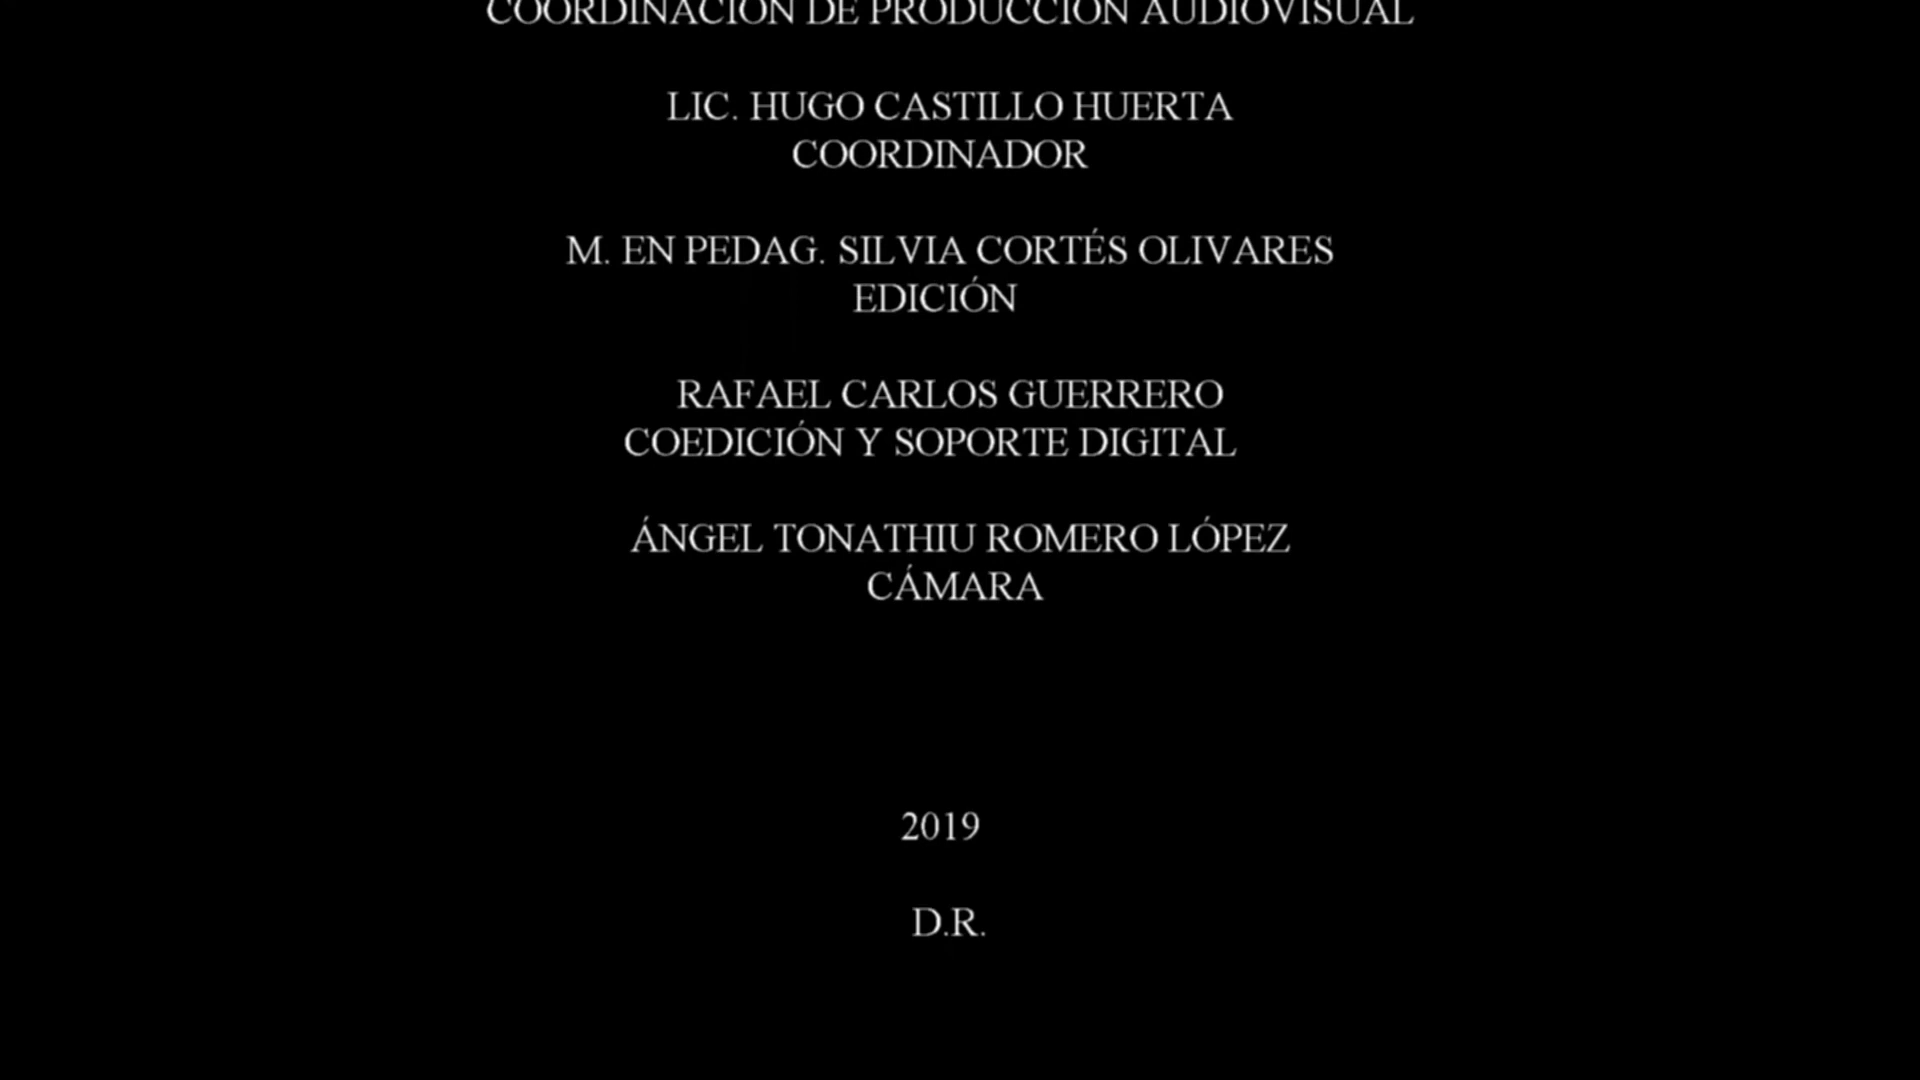 COORDINACIÓN DE PRODUCCIÓN AUDIOVISUAL
LIC. HUGO CASTILLO HUERTA
COORDINADOR
M. EN PEDAG. SILVIA CORTÉS OLIVARES
EDICIÓN
RAFAEL CARLOS GUERRERO
COEDICIÓN Y SOPORTE DIGITAL
ÁNGEL TONATHIU ROMERO LÓPEZ
CÁMARA
2019
D.R.